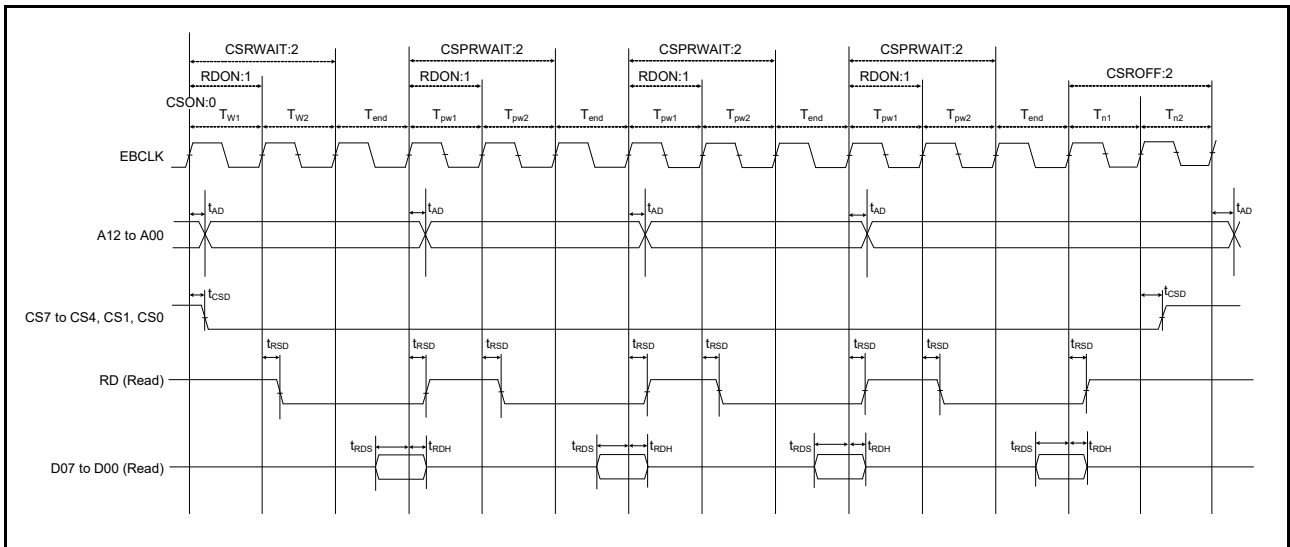 CSRWAIT:2 CSPRWAIT:2 CSPRWAIT:2 CSPRWAIT:2
RDON:1 RDON:1 RDON:1 RDON:1 CSROFF:2
CSON:0
TW1 TW2 Tend Tpw1 Tpw2 Tend Tpw1 Tpw2 Tend Tpw1 Tpw2 Tend Tn1 Tn2
EBCLK
tAD tAD tAD tAD tAD
A12 to A00
tCSD tCSD
CS7 to CS4, CS1, CS0
tRSD tRSD tRSD tRSD tRSD tRSD tRSD tRSD
RD (Read)
tRDS tRDH tRDS tRDH tRDS tRDH tRDS tRDH
D07 to D00 (Read)